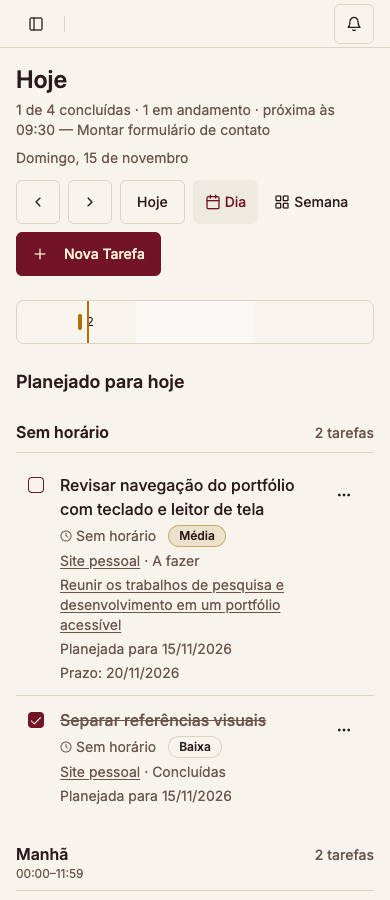 Hoje
1 de 4 concluídas · 1 em andamento · próxima às
09:30 — Montar formulário de contato
Domingo, 15 de novembro
Hoje
Dia
Semana
Nova Tarefa
2
Planejado para hoje
Sem horário
2 tarefas
Revisar navegação do portfólio
com teclado e leitor de tela
Sem horário
Média
Site pessoal · A fazer
Reunir os trabalhos de pesquisa e
desenvolvimento em um portfólio
acessível
Planejada para 15/11/2026
Prazo: 20/11/2026
Separar referências visuais
Sem horário
Baixa
Site pessoal · Concluídas
Planejada para 15/11/2026
Manhã
2 tarefas
00:00–11:59